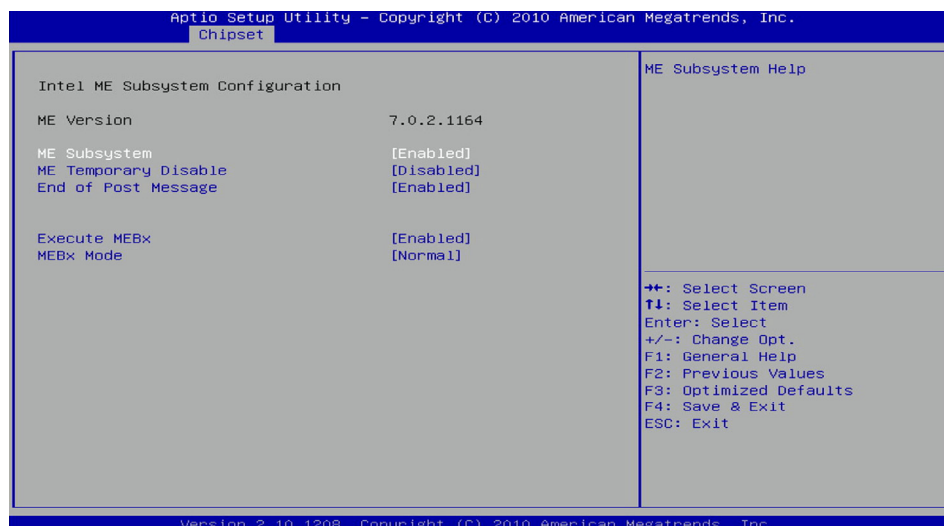 Aptio Setup Utility – Copyright (C) 2010 American Megatrends, Inc.
Chipset
Intel ME Subsystem Configuration
ME Version 7.0.2.1164
ME Subsystem [Enabled]
ME Temporary Disable [Disabled]
End of Post Message [Enabled]
Execute MEBx [Enabled]
MEBx Mode [Normal]
ME Subsystem Help
→←: Select Screen
↑↓: Select Item
Enter: Select
+/-: Change Opt.
F1: General Help
F2: Previous Values
F3: Optimized Defaults
F4: Save & Exit
ESC: Exit
Version 2.10.1208. Copyright (C) 2010 American Megatrends, Inc.